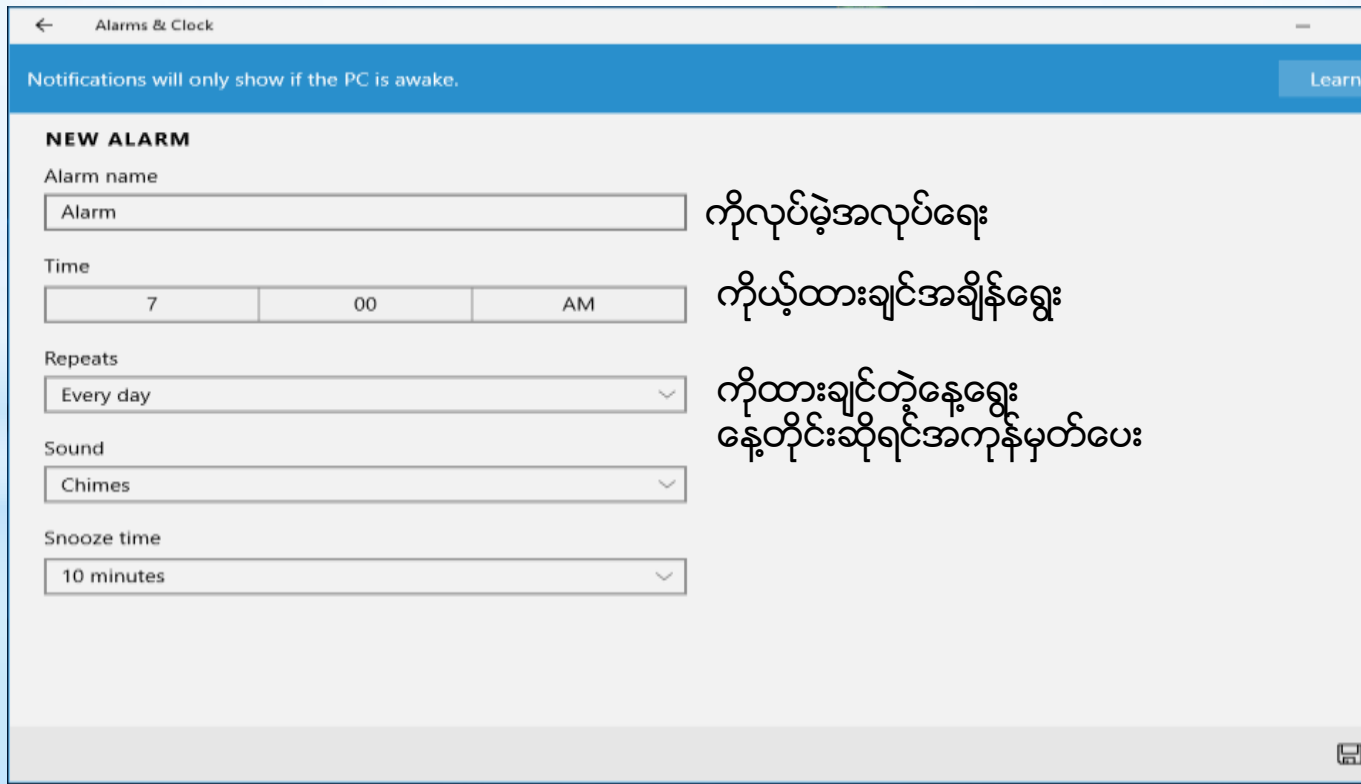 Alarms & Clock
Notifications will only show if the PC is awake.
Learn
NEW ALARM
Alarm name
Alarm
ကိုလုပ်မဲ့အလုပ်ရေး
Time
7 00 AM
ကိုယ့်ထားချင်အချိန်ရွေး
Repeats
Every day
ကိုထားချင်တဲ့နေ့ရွေး
နေ့တိုင်းဆိုရင်အကုန်မှတ်ပေး
Sound
Chimes
Snooze time
10 minutes